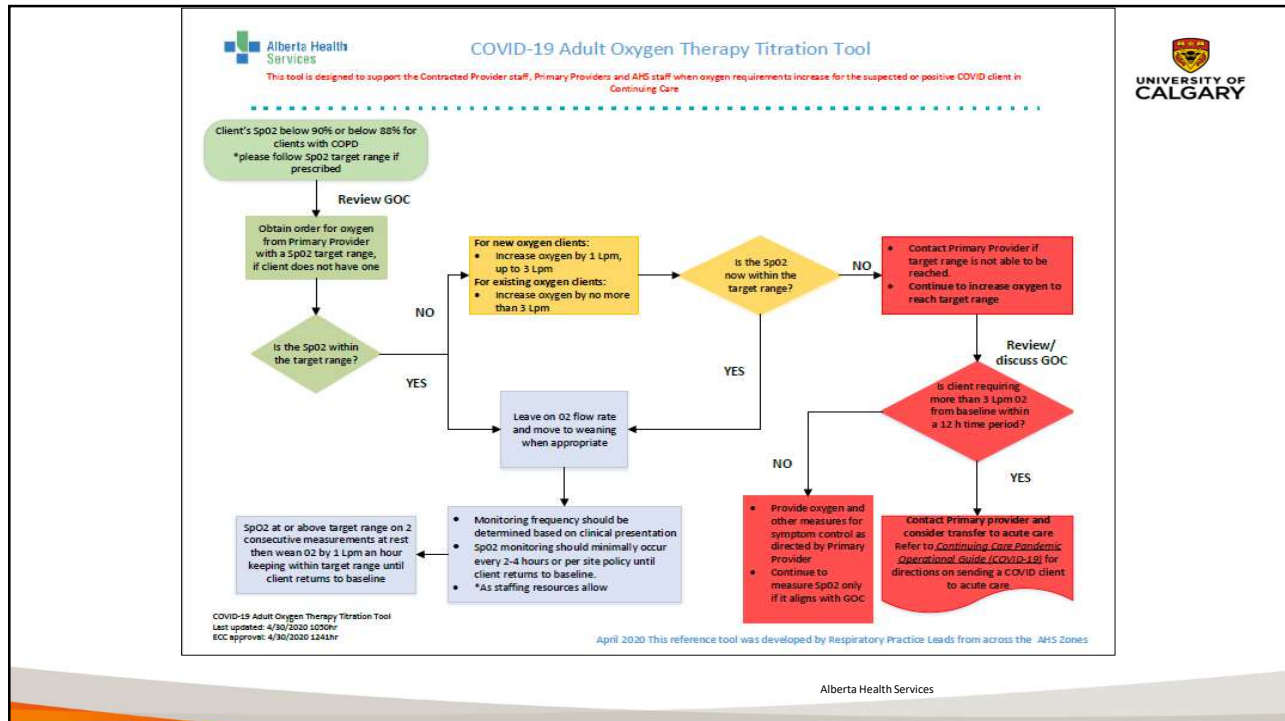 Alberta Health
Services
COVID-19 Adult Oxygen Therapy Titration Tool
This tool is designed to support the Contracted Provider staff, Primary Providers and AHS staff when oxygen requirements increase for the suspected or positive COVID client in
Continuing Care
UNIVERSITY OF
CALGARY
Client's Sp02 below 90% or below 88% for
clients with COPD
*please follow Sp02 target range if
prescribed
Review GOC
Obtain order for oxygen
from Primary Provider
with a Sp02 target range,
if client does not have one
Is the Sp02 within
the target range?
NO
YES
For new oxygen clients:
• Increase oxygen by 1 Lpm,
up to 3 Lpm
For existing oxygen clients:
• Increase oxygen by no more
than 3 Lpm
Is the Sp02
now within the
target range?
NO
YES
• Contact Primary Provider if
target range is not able to be
reached.
• Continue to increase oxygen to
reach target range
Review/
discuss GOC
Is client requiring
more than 3 Lpm 02
from baseline within
a 12 h time period?
NO
YES
Leave on 02 flow rate
and move to weaning
when appropriate
• Monitoring frequency should be
determined based on clinical presentation
• Sp02 monitoring should minimally occur
every 2-4 hours or per site policy until
client returns to baseline.
• *As staffing resources allow
SpO2 at or above target range on 2
consecutive measurements at
rest then wean 02 by 1 Lpm an hour
keeping within target range until
client returns to baseline
• Provide oxygen and
other measures for
symptom control as
directed by Primary
Provider
• Continue to
measure Sp02 only
if it aligns with GOC
Contact Primary provider and
consider transfer to acute care
Refer to Continuing Care Pandemic
Operational Guide (COVID-19) for
directions on sending a COVID client
to acute care
COVID-19 Adult Oxygen Therapy Titration Tool
Last updated: 4/30/2020 1050hr
ECC approval: 4/30/2020 1241hr
April 2020 This reference tool was developed by Respiratory Practice Leads from across the AHS Zones
Alberta Health Services